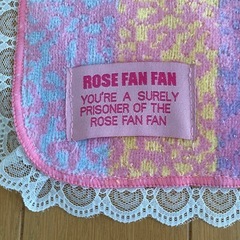 ROSE FAN FAN
YOU'RE A SURELY
PRISONER OF THE
ROSE FAN FAN